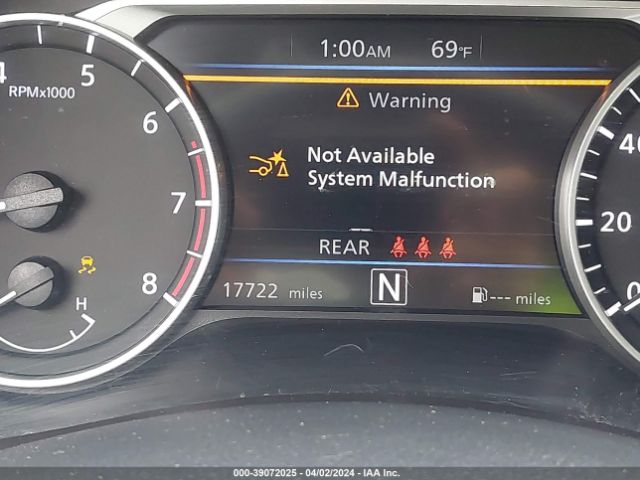 1:00AM 69°F
4 5 6 7 8
RPMx1000
Warning
Not Available
System Malfunction
REAR
17722 miles N --- miles
H
40
20
0
000-39072025 - 04/02/2024 - IAA Inc.